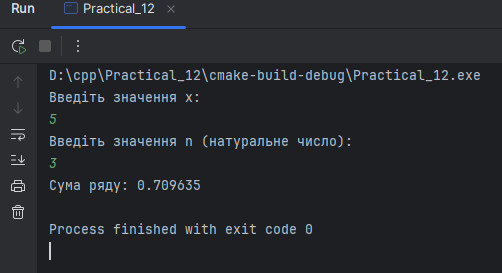 Run
Practical_12
D:\cpp\Practical_12\cmake-build-debug\Practical_12.exe
Введіть значення x:
5
Введіть значення n (натуральне число):
3
Сума ряду: 0.709635
Process finished with exit code 0